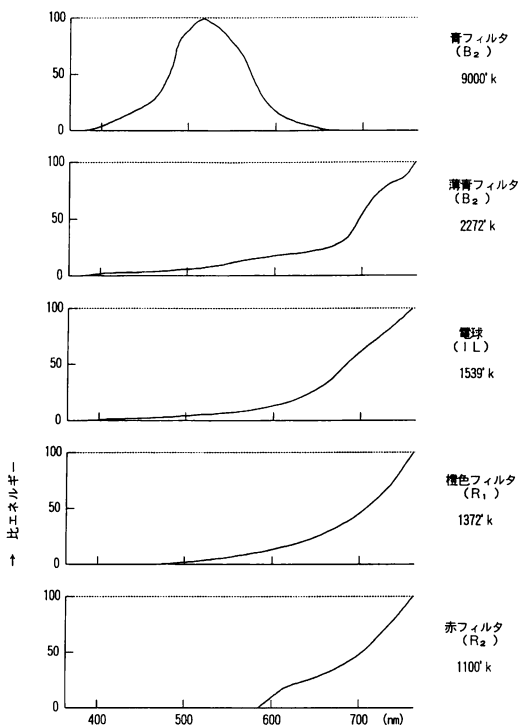 100
50
0
青フィルタ
(B₂)
9000°k
100
50
0
薄青フィルタ
(B₂)
2272°k
100
50
0
電球
(IL)
1539°k
100
50
0
橙色フィルタ
(R₁)
1372°k
→ 比エネルギー
100
50
0
赤フィルタ
(R₂)
1100°k
400 500 600 700 (nm)